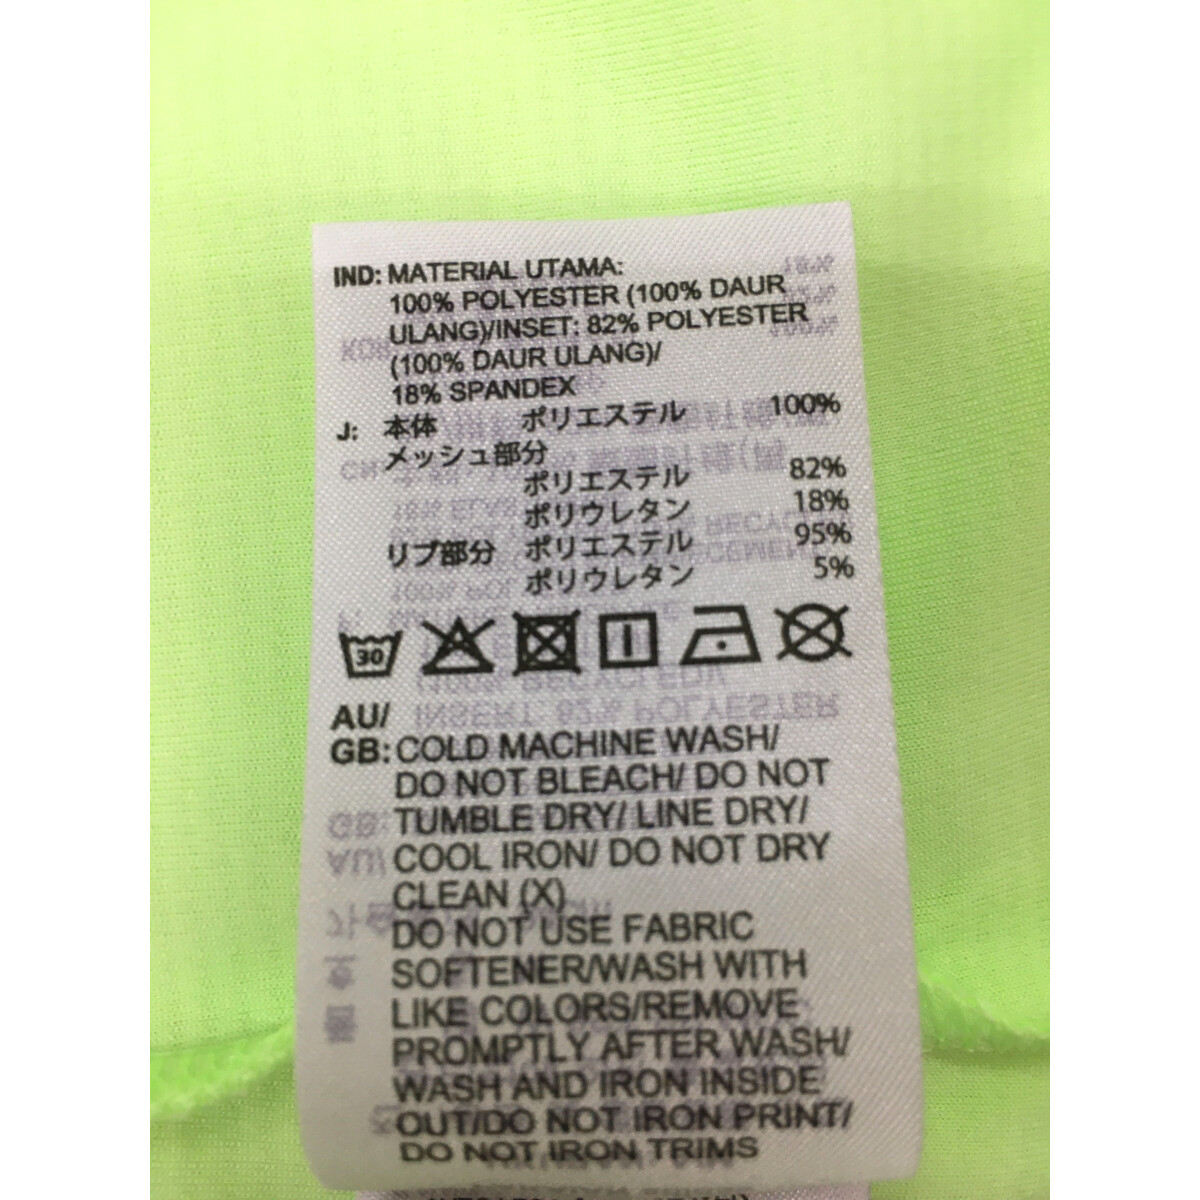 IND: MATERIAL UTAMA:
100% POLYESTER (100% DAUR
ULANG)/INSET: 82% POLYESTER
(100% DAUR ULANG)/
18% SPANDEX
J: 本体 ポリエステル 100%
メッシュ部分
ポリエステル 82%
ポリウレタン 18%
リブ部分 ポリエステル 95%
ポリウレタン 5%
30
AU/
GB: COLD MACHINE WASH/
DO NOT BLEACH/ DO NOT
TUMBLE DRY/ LINE DRY/
COOL IRON/ DO NOT DRY
CLEAN (X)
DO NOT USE FABRIC
SOFTENER/WASH WITH
LIKE COLORS/REMOVE
PROMPTLY AFTER WASH/
WASH AND IRON INSIDE
OUT/DO NOT IRON PRINT/
DO NOT IRON TRIMS